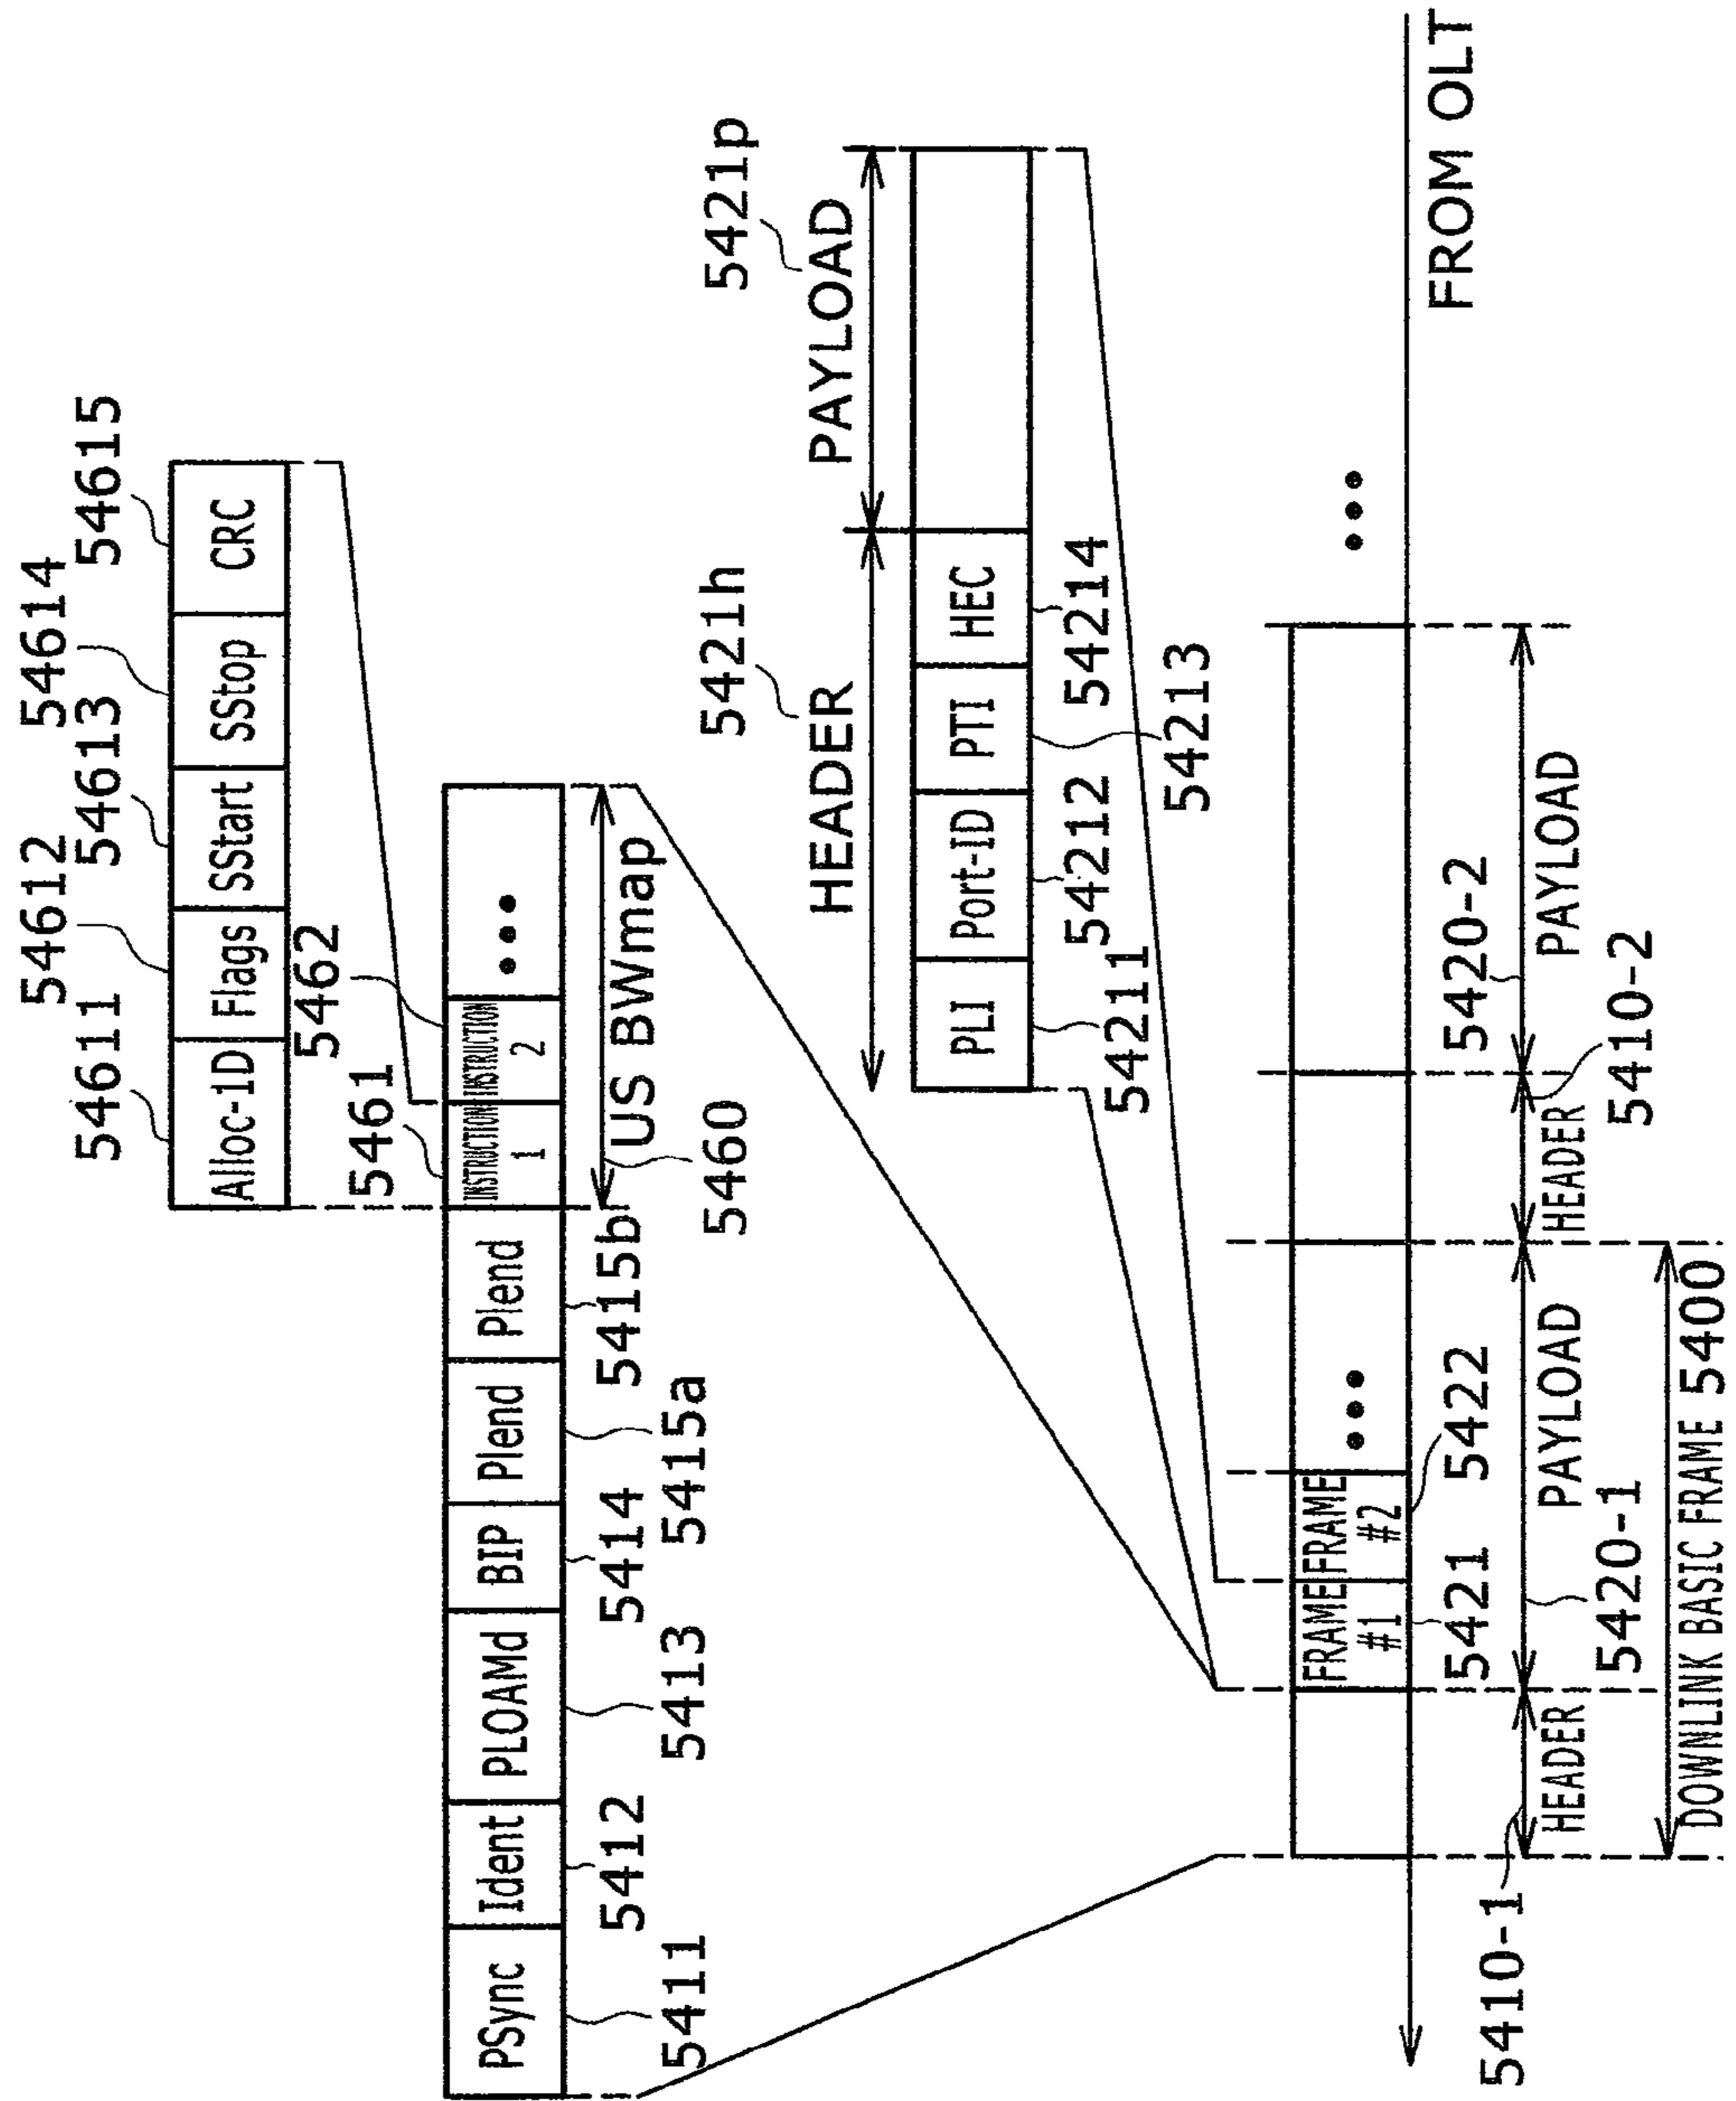 54612 54614
54611 54613 54615
Alloc-1D Flags SStart SStop CRC
5462
5461
PSync Ident PLOAMd BIP Plend Plend INSTRUCTION 1 INSTRUCTION 2 •••
5412 5414 5415b US BWmap
5411 5413 5415a 5460
5421h 5421p
HEADER PAYLOAD
PLI Port-ID PTI HEC
54211 54212 54214
54213
FRAME #1 FRAME #2 ••• •••
FROM OLT
5421 5422 5420-2
5410-1 HEADER PAYLOAD HEADER PAYLOAD
5420-1 5410-2
DOWNLINK BASIC FRAME 5400